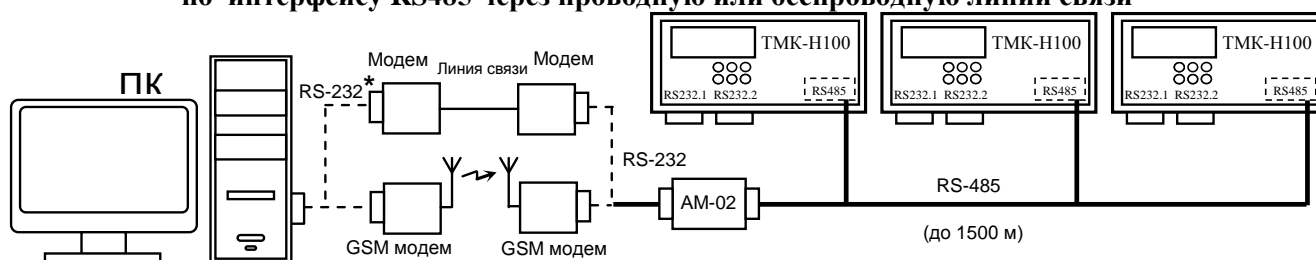 по интерфейсу RS485 через проводную или беспроводную линии связи
ПК
RS-232*
Модем
Линия связи
Модем
GSM модем
GSM модем
RS-232
АМ-02
RS-485
(до 1500 м)
ТМК-Н100
RS232.1 RS232.2
RS485
ТМК-Н100
RS232.1 RS232.2
RS485
ТМК-Н100
RS232.1 RS232.2
RS485